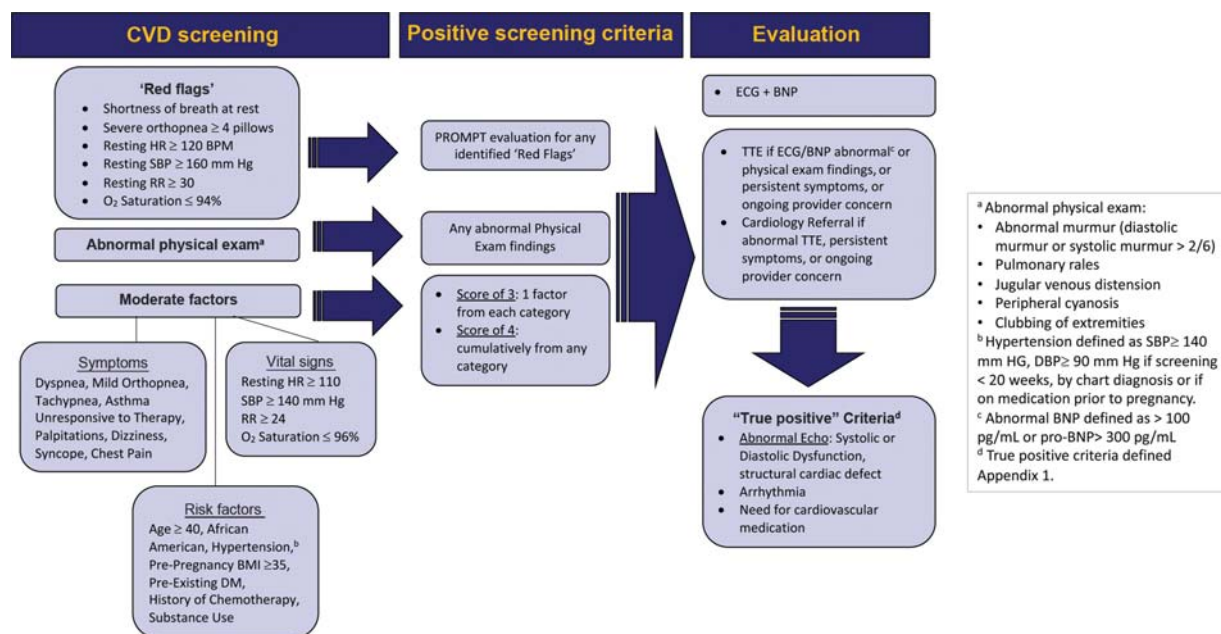 CVD screening
Positive screening criteria
Evaluation
'Red flags'
• Shortness of breath at rest
• Severe orthopnea ≥ 4 pillows
• Resting HR ≥ 120 BPM
• Resting SBP ≥ 160 mm Hg
• Resting RR ≥ 30
• O₂ Saturation ≤ 94%
Abnormal physical examᵃ
Moderate factors
Symptoms
Dyspnea, Mild Orthopnea,
Tachypnea, Asthma
Unresponsive to Therapy,
Palpitations, Dizziness,
Syncope, Chest Pain
Vital signs
Resting HR ≥ 110
SBP ≥ 140 mm Hg
RR ≥ 24
O₂ Saturation ≤ 96%
Risk factors
Age ≥ 40, African
American, Hypertension,ᵇ
Pre-Pregnancy BMI ≥35,
Pre-Existing DM,
History of Chemotherapy,
Substance Use
PROMPT evaluation for any
identified 'Red Flags'
Any abnormal Physical
Exam findings
• Score of 3: 1 factor
from each category
• Score of 4:
cumulatively from any
category
• ECG + BNP
• TTE if ECG/BNP abnormalᶜ or
physical exam findings, or
persistent symptoms, or
ongoing provider concern
• Cardiology Referral if
abnormal TTE, persistent
symptoms, or ongoing
provider concern
"True positive" Criteriaᵈ
• Abnormal Echo: Systolic or
Diastolic Dysfunction,
structural cardiac defect
• Arrhythmia
• Need for cardiovascular
medication
ᵃ Abnormal physical exam:
• Abnormal murmur (diastolic
murmur or systolic murmur > 2/6)
• Pulmonary rales
• Jugular venous distension
• Peripheral cyanosis
• Clubbing of extremities
ᵇ Hypertension defined as SBP≥ 140
mm HG, DBP≥ 90 mm Hg if screening
< 20 weeks, by chart diagnosis or if
on medication prior to pregnancy.
ᶜ Abnormal BNP defined as > 100
pg/mL or pro-BNP> 300 pg/mL
ᵈ True positive criteria defined
Appendix 1.